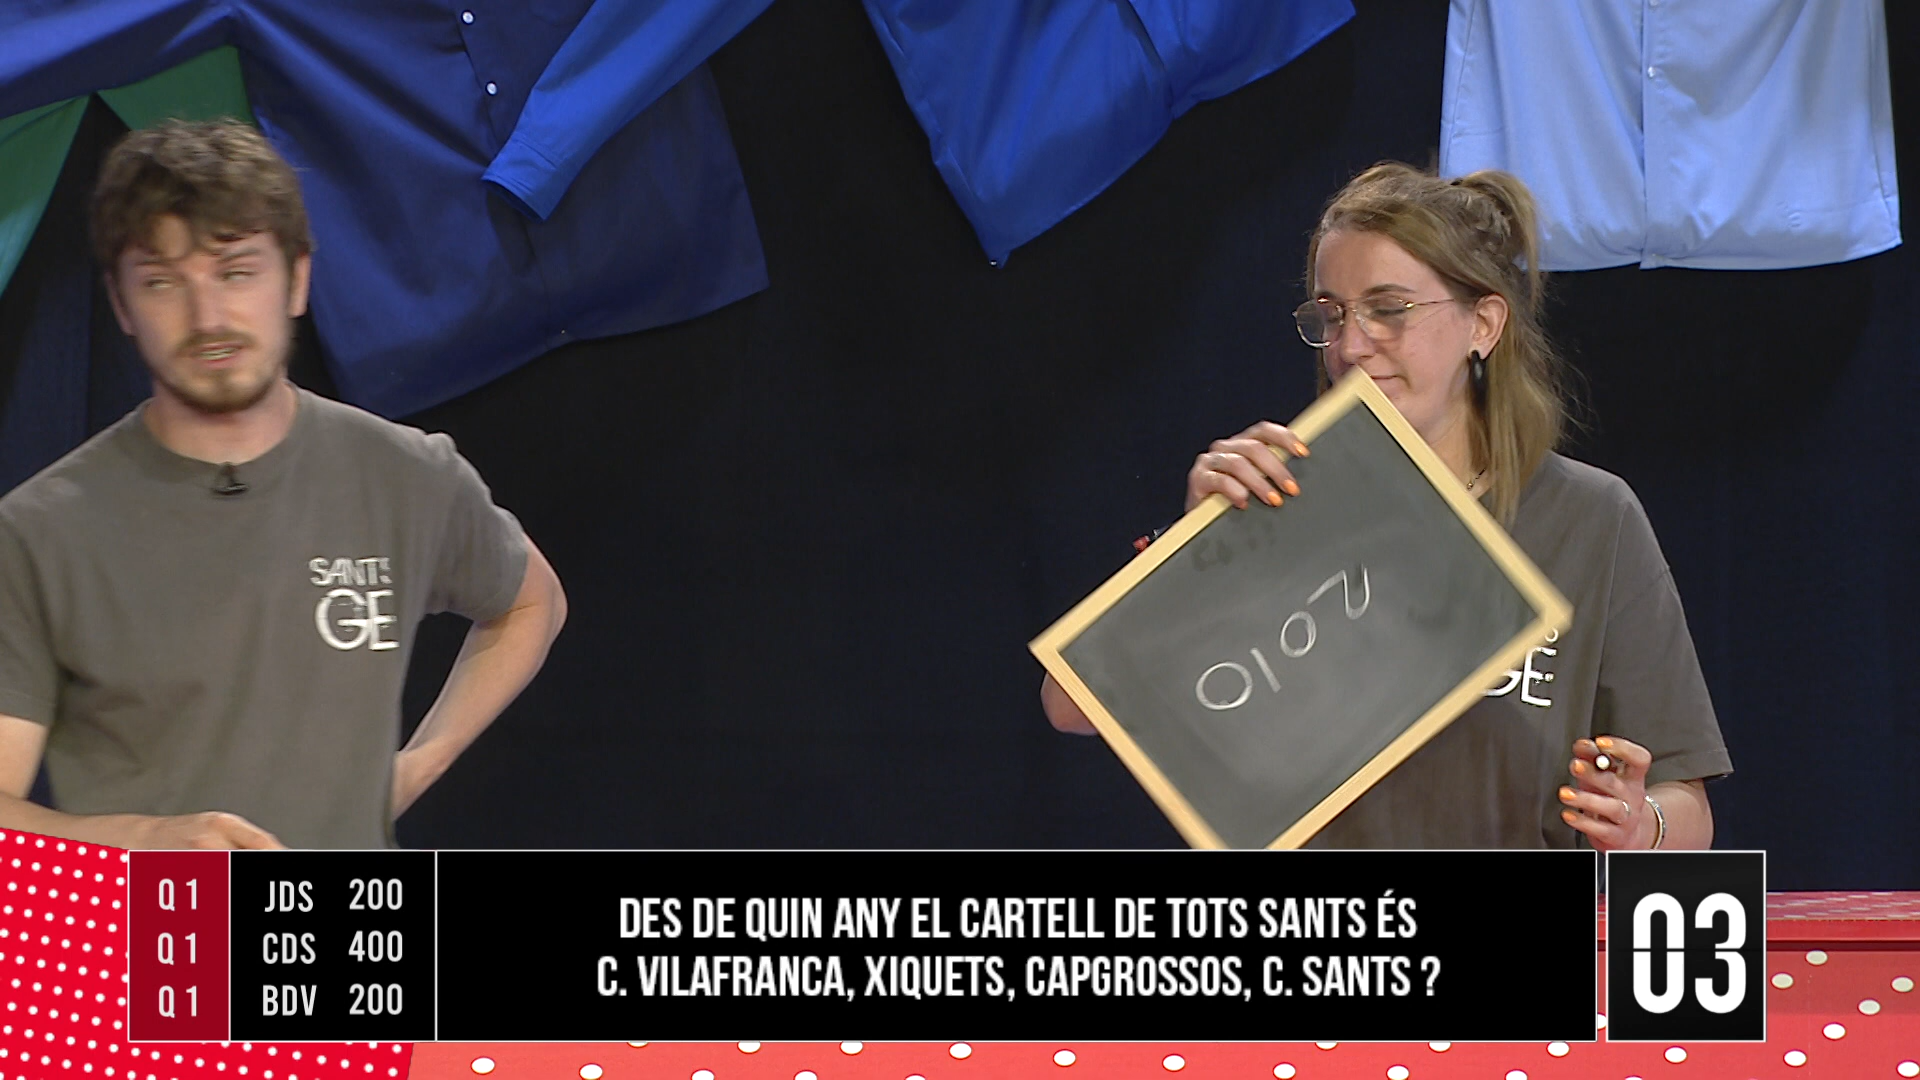 SANTS
GE
2010
GE
Q1 JDS 200
Q1 CDS 400
Q1 BDV 200
DES DE QUIN ANY EL CARTELL DE TOTS SANTS ÉS
C. VILAFRANCA, XIQUETS, CAPGROSSOS, C. SANTS ?
03